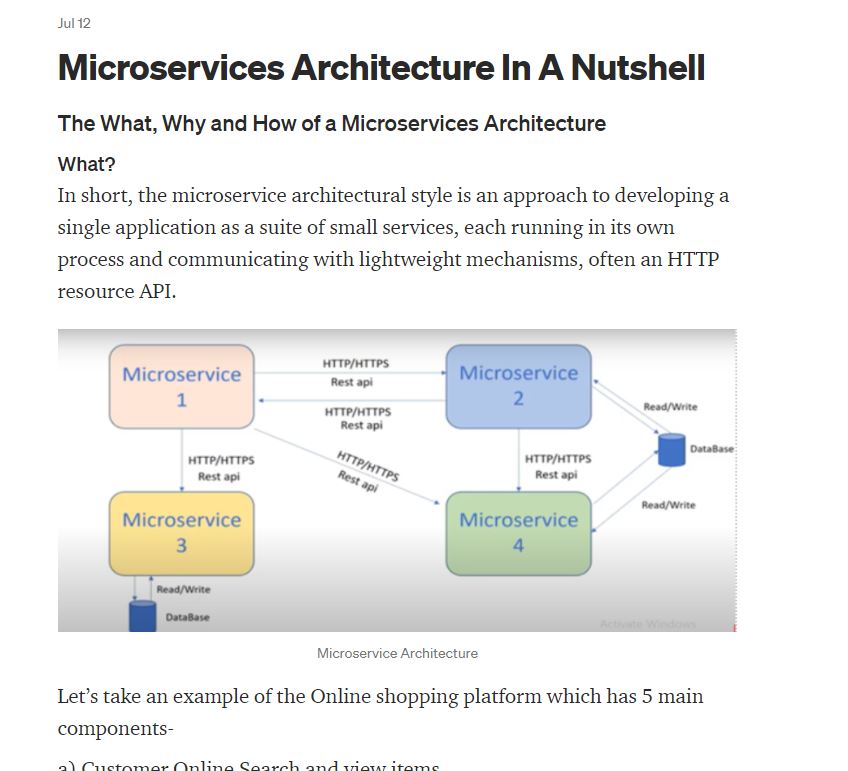 Jul 12
Microservices Architecture In A Nutshell
The What, Why and How of a Microservices Architecture
What?
In short, the microservice architectural style is an approach to developing a
single application as a suite of small services, each running in its own
process and communicating with lightweight mechanisms, often an HTTP
resource API.
Microservice
1
HTTP/HTTPS
Rest api
HTTP/HTTPS
Rest api
Microservice
2
Read/Write
DataBase
HTTP/HTTPS
Rest api
HTTP/HTTPS
Rest api
HTTP/HTTPS
Rest api
Read/Write
Microservice
3
Microservice
4
Read/Write
DataBase
Activate Windows
Microservice Architecture
Let’s take an example of the Online shopping platform which has 5 main
components-
a) Customer Online Search and view items